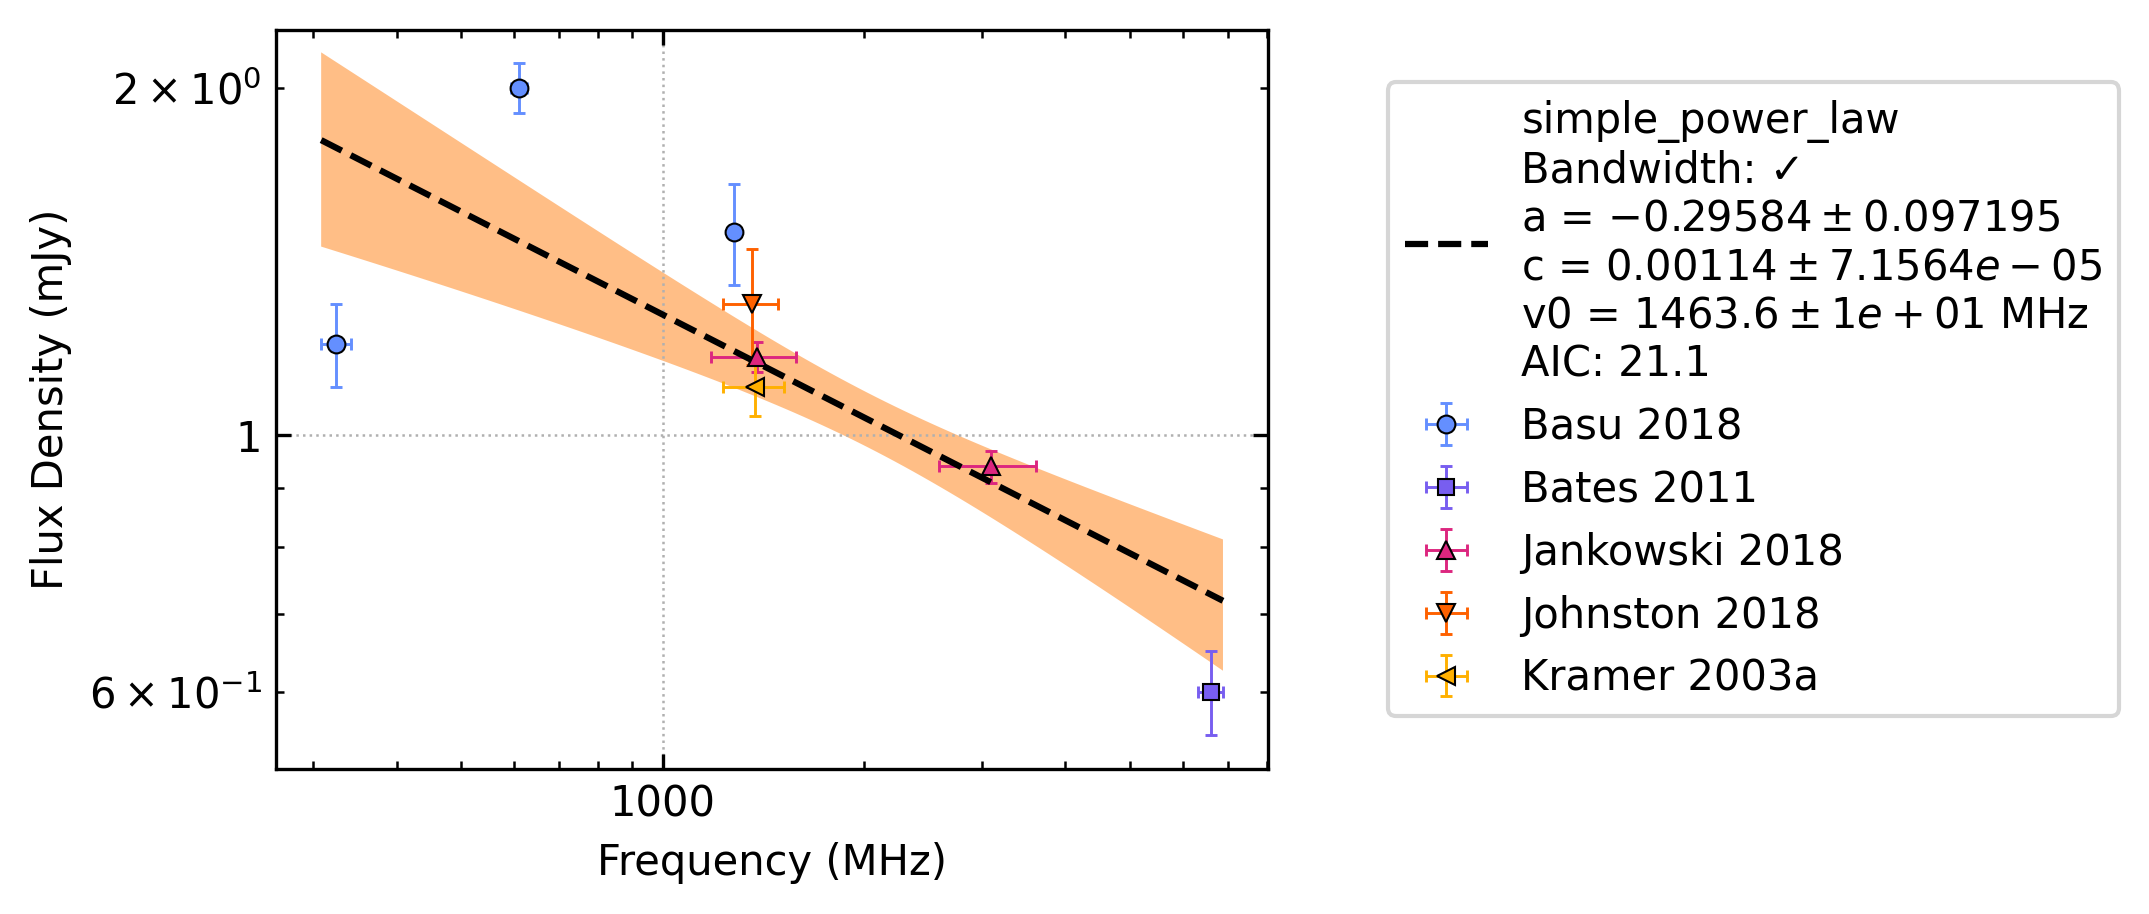 2 × 10⁰
1
6 × 10⁻¹
Flux Density (mJy)
1000
Frequency (MHz)
simple_power_law
Bandwidth: ✓
a = −0.29584 ± 0.097195
c = 0.00114 ± 7.1564e − 05
v0 = 1463.6 ± 1e + 01 MHz
AIC: 21.1
Basu 2018
Bates 2011
Jankowski 2018
Johnston 2018
Kramer 2003a